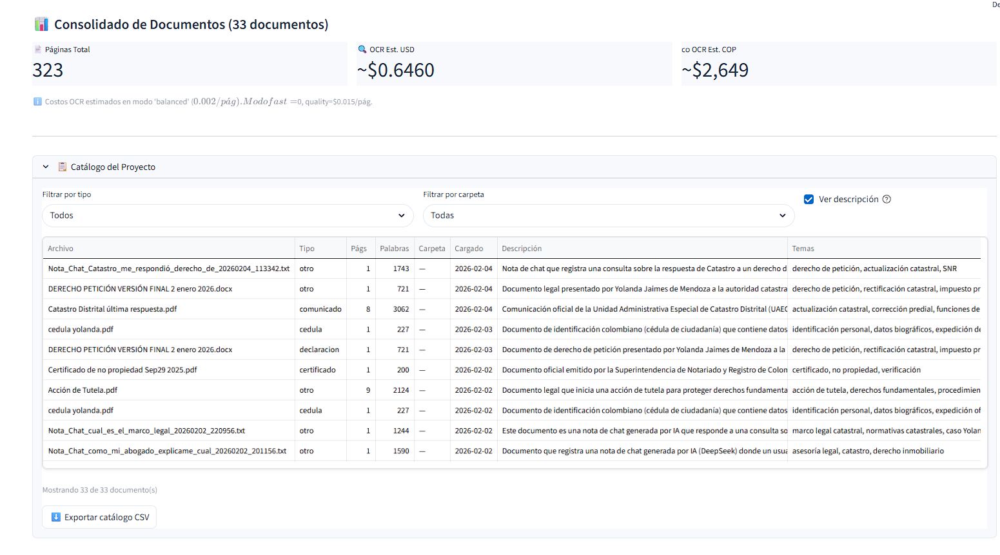 De
Consolidado de Documentos (33 documentos)
Páginas Total
323
OCR Est. USD
~$0.6460
co OCR Est. COP
~$2,649
Costos OCR estimados en modo 'balanced' (0.002/pág).Modofast =0, quality=$0.015/pág.
Catálogo del Proyecto
Filtrar por tipo
Todos
Filtrar por carpeta
Todas
Ver descripción
Archivo Tipo Págs Palabras Carpeta Cargado Descripción Temas
Nota_Chat_Catastro_me_respondió_derecho_de_20260204_113342.txt otro 1 1743 — 2026-02-04 Nota de chat que registra una consulta sobre la respuesta de Catastro a un derecho d derecho de petición, actualización catastral, SNR
DERECHO PETICIÓN VERSIÓN FINAL 2 enero 2026.docx otro 1 721 — 2026-02-04 Documento legal presentado por Yolanda Jaimes de Mendoza a la autoridad catastra derecho de petición, rectificación catastral, impuesto pr
Catastro Distrital última respuesta.pdf comunicado 8 3062 — 2026-02-04 Comunicación oficial de la Unidad Administrativa Especial de Catastro Distrital (UAEC actualización catastral, corrección predial, funciones de
cedula yolanda.pdf cedula 1 227 — 2026-02-03 Documento de identificación colombiano (cédula de ciudadanía) que contiene datos identificación personal, datos biográficos, expedición de
DERECHO PETICIÓN VERSIÓN FINAL 2 enero 2026.docx declaracion 1 721 — 2026-02-03 Documento de derecho de petición presentado por Yolanda Jaimes de Mendoza a la derecho de petición, rectificación catastral, impuesto pr
Certificado de no propiedad Sep29 2025.pdf certificado 1 200 — 2026-02-02 Documento oficial emitido por la Superintendencia de Notariado y Registro de Colom certificado, no propiedad, verificación
Acción de Tutela.pdf otro 9 2124 — 2026-02-02 Documento legal que inicia una acción de tutela para proteger derechos fundamenta acción de tutela, derechos fundamentales, procedimien
cedula yolanda.pdf cedula 1 227 — 2026-02-02 Documento de identificación colombiano (cédula de ciudadanía) que contiene datos identificación personal, datos biográficos, expedición of
Nota_Chat_cual_es_el_marco_legal_20260202_220956.txt otro 1 1244 — 2026-02-02 Este documento es una nota de chat generada por IA que responde a una consulta so marco legal catastral, normativas catastrales, caso Yolan
Nota_Chat_como_mi_abogado_explicame_cual_20260202_201156.txt otro 1 1590 — 2026-02-02 Documento que registra una nota de chat generada por IA (DeepSeek) donde un usua asesoría legal, catastro, derecho inmobiliario
Mostrando 33 de 33 documento(s)
Exportar catálogo CSV